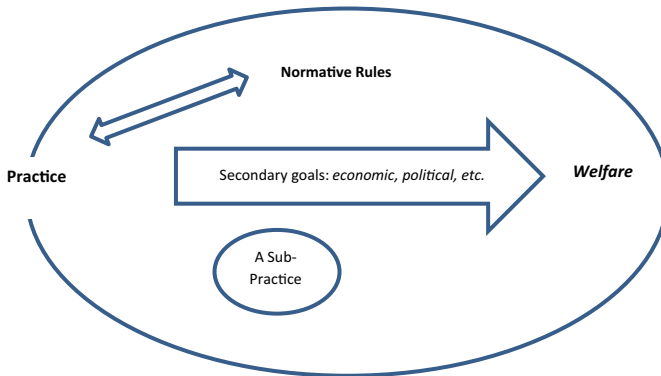 Normative Rules
Practice
Secondary goals: economic, political, etc.
Welfare
A Sub-
Practice